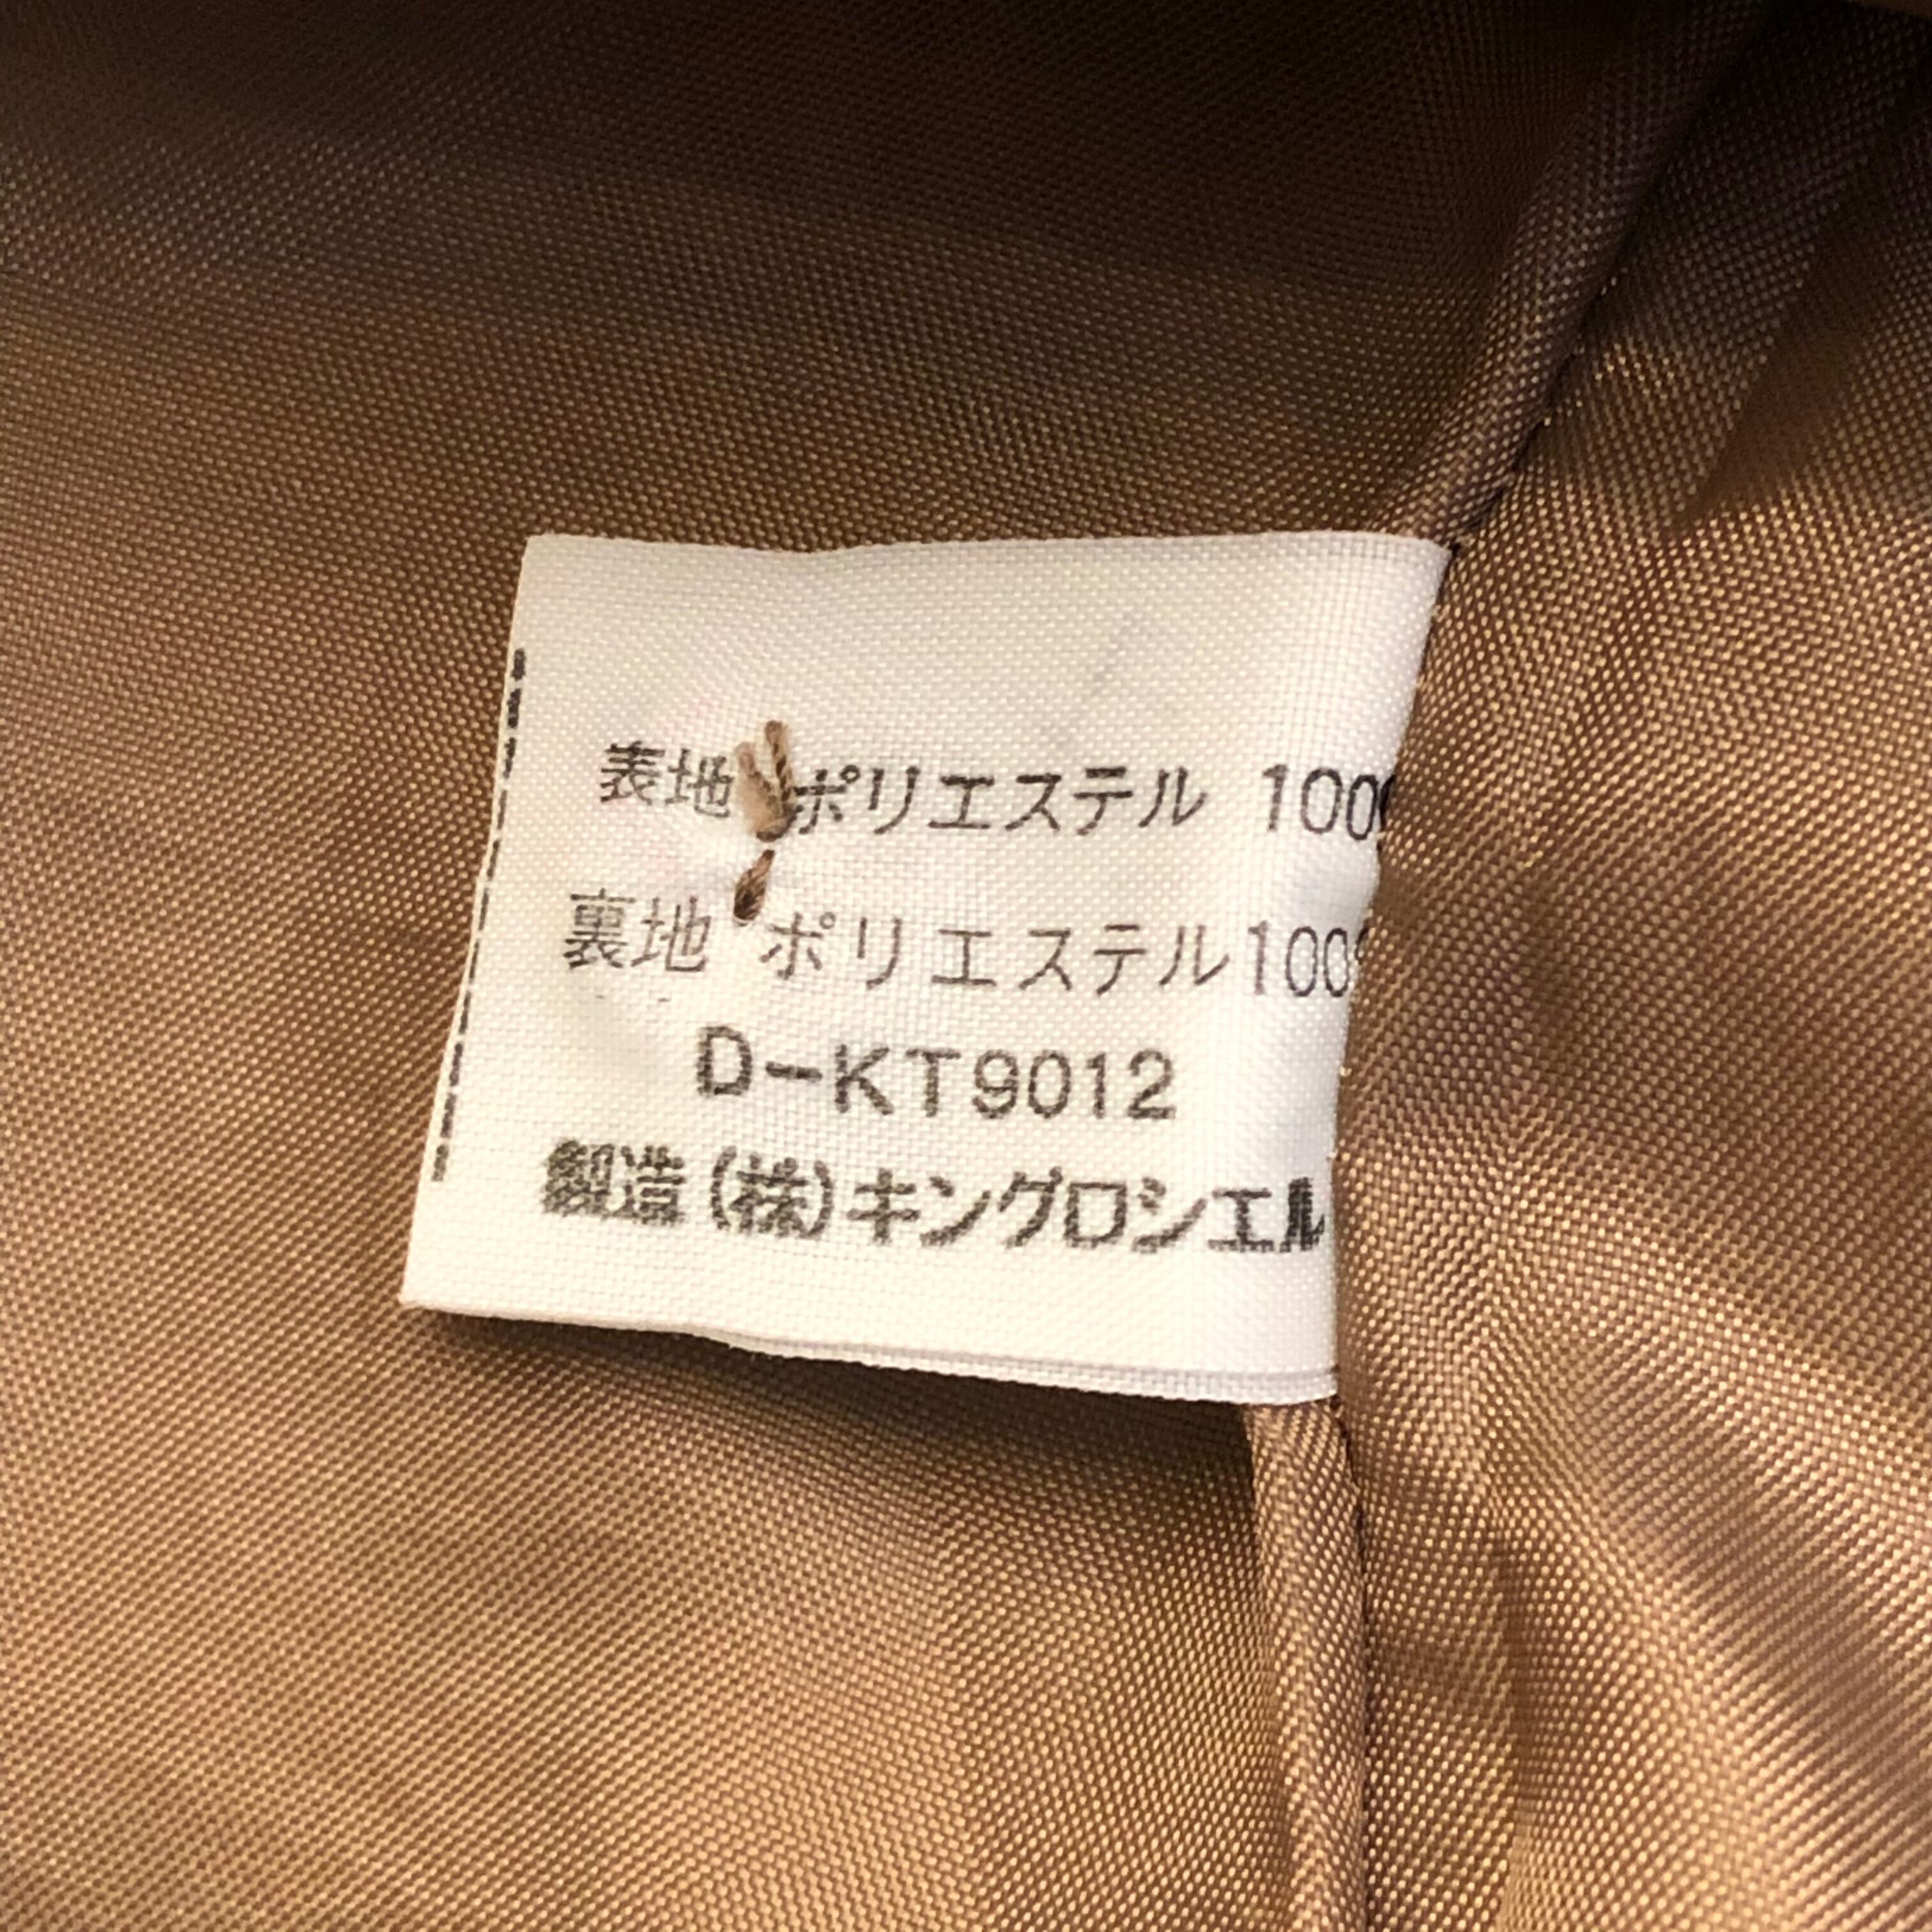 表地 ポリエステル 100
裏地 ポリエステル100
D-KT9012
製造(株)キングロシエル